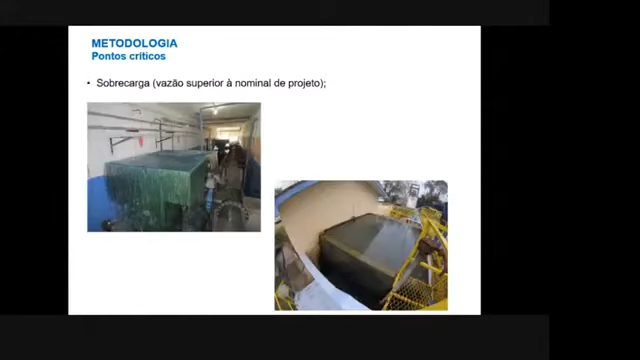 METODOLOGIA
Pontos críticos
• Sobrecarga (vazão superior à nominal de projeto);